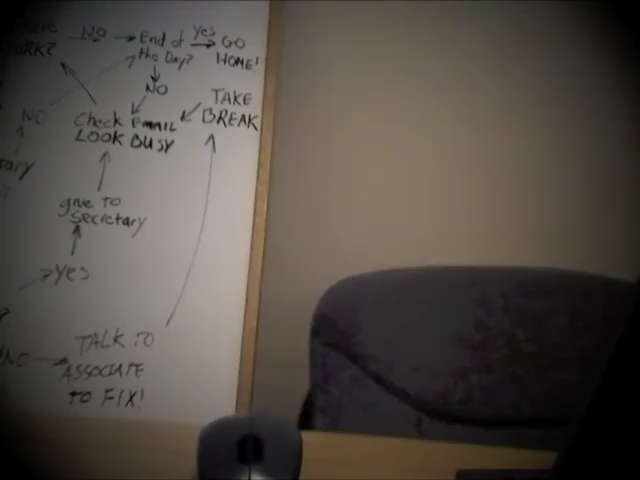 NO End of Yes GO
the Day? HOME!
NO
TAKE
BREAK
Check EMAIL
LOOK BUSY
NO
give TO
Secretary
Yes
TALK TO
ASSOCIATE
TO FIX!